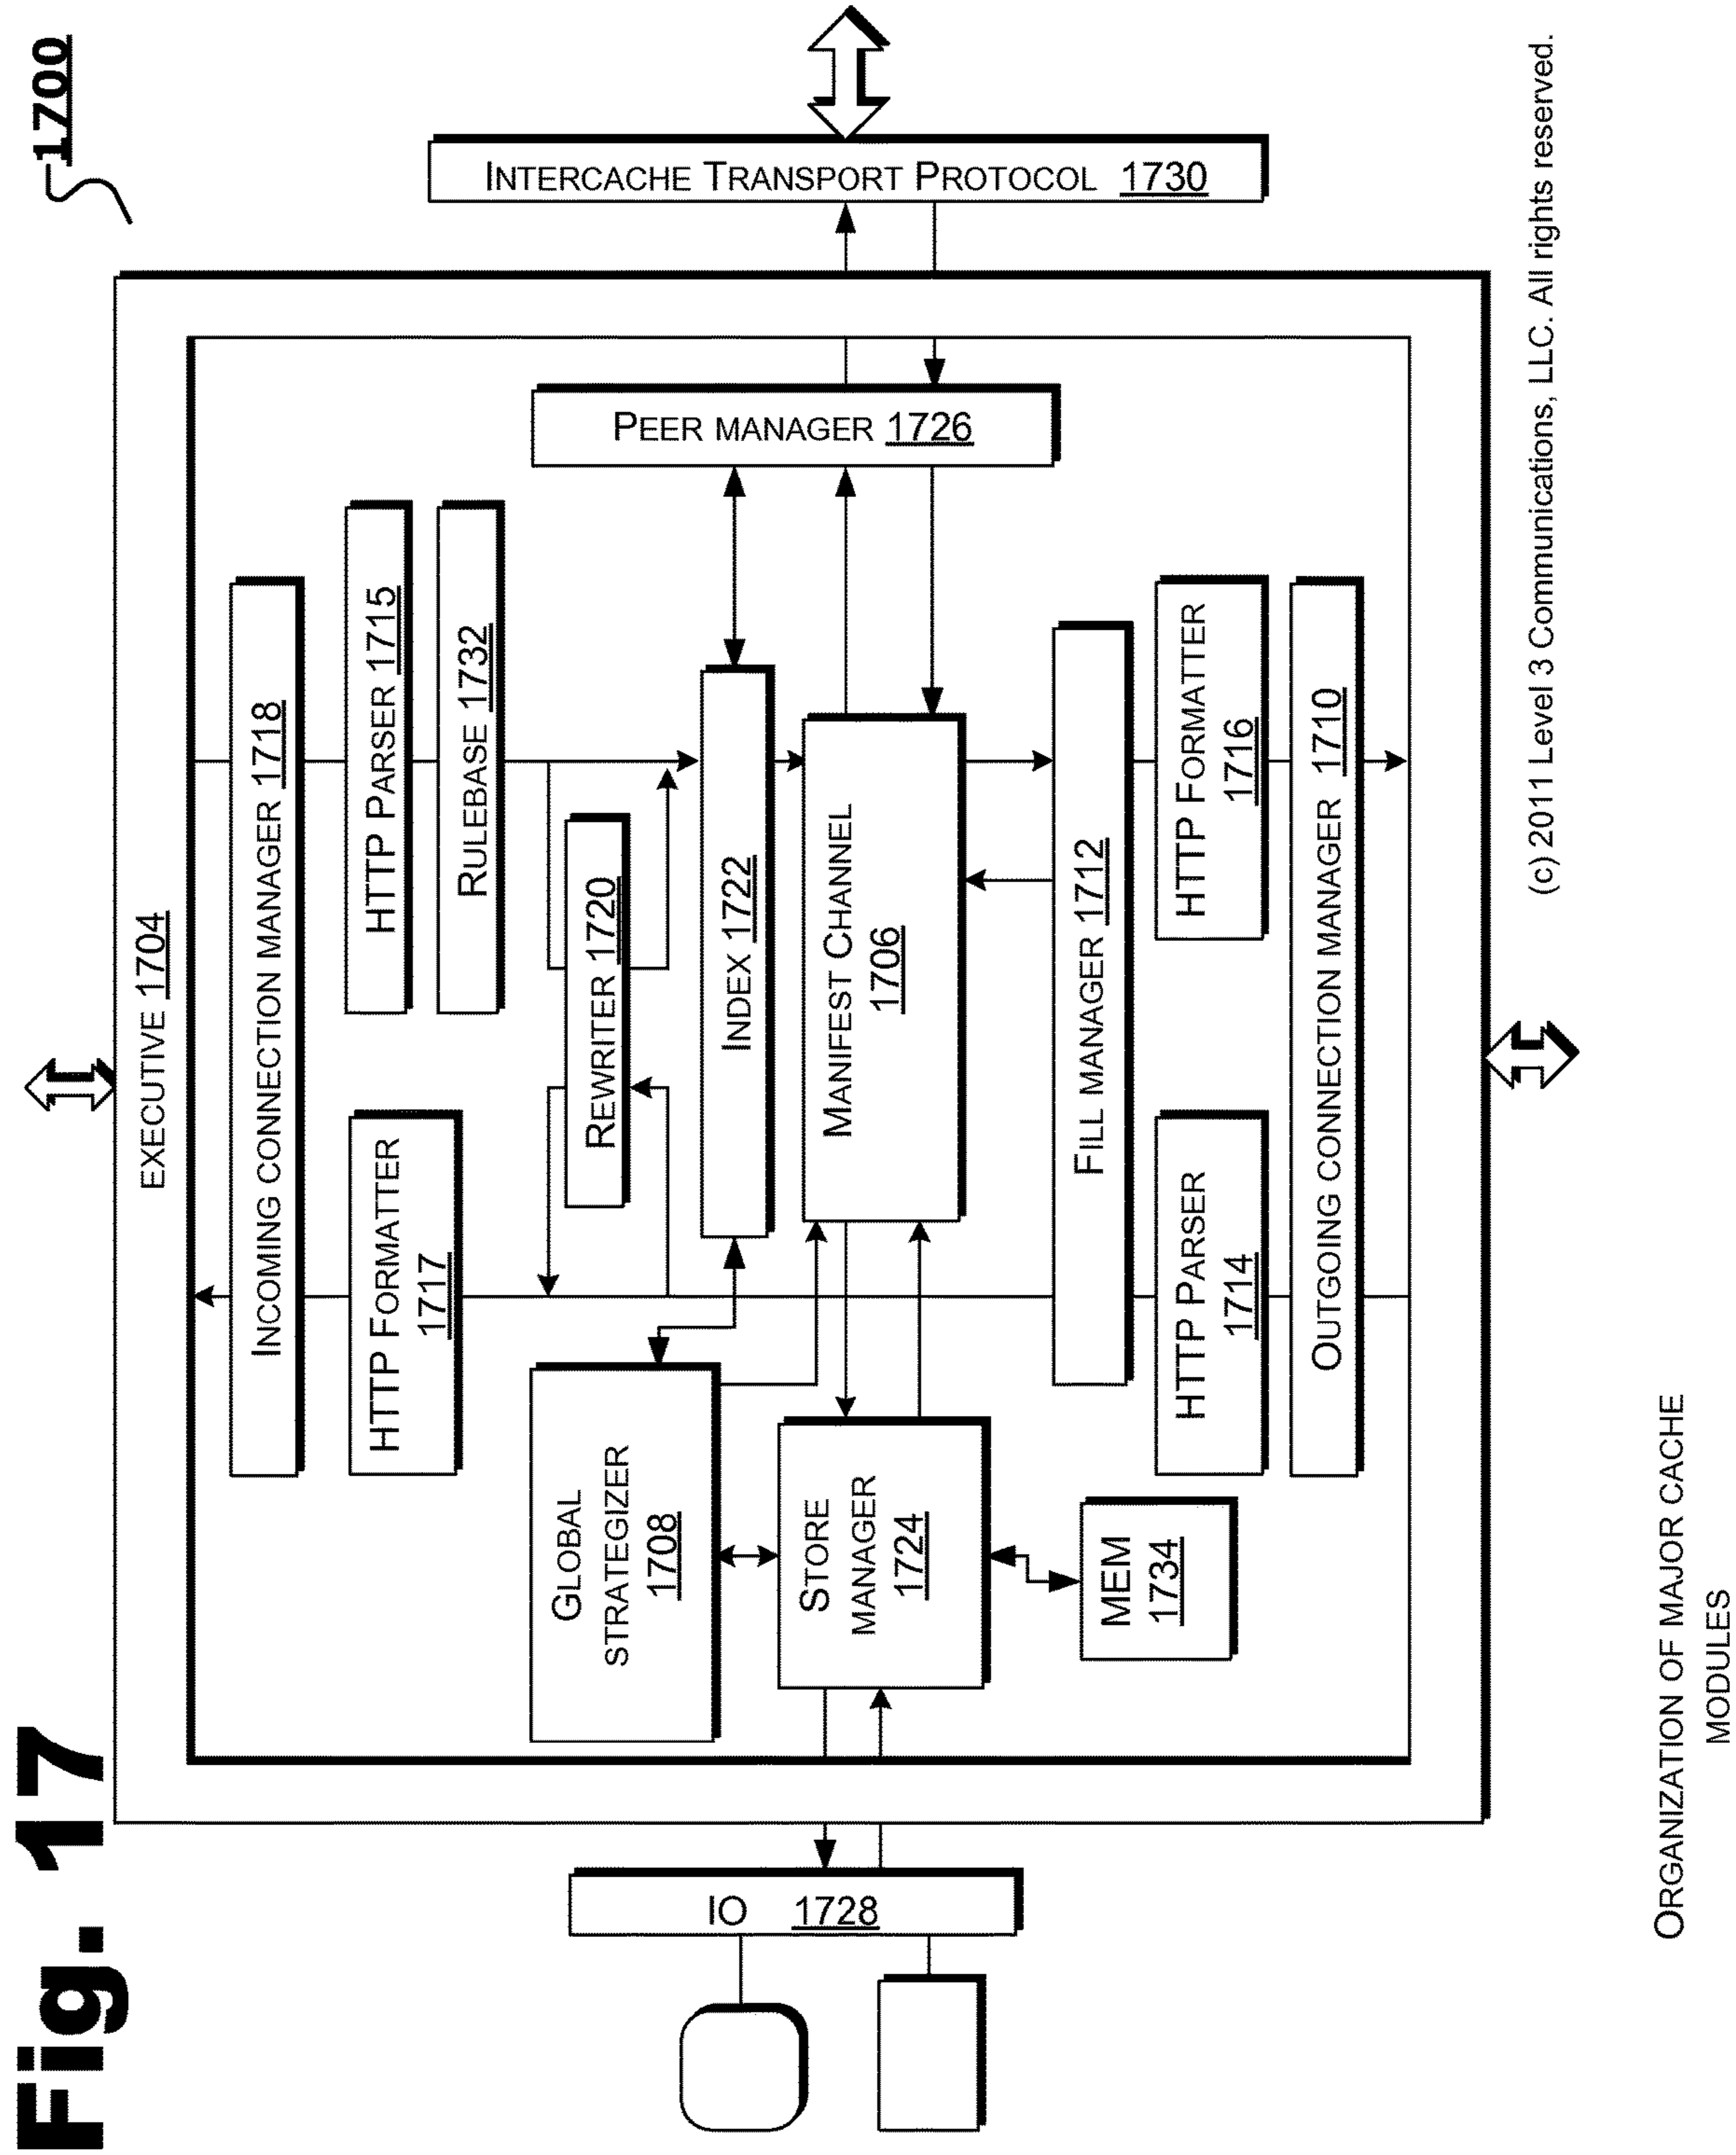 Fig. 17
1700
EXECUTIVE 1704
INCOMING CONNECTION MANAGER 1718
HTTP FORMATTER
1717
HTTP PARSER 1715
RULEBASE 1732
REWRITER 1720
GLOBAL
STRATEGIZER
1708
INDEX 1722
PEER MANAGER 1726
INTERCACHE TRANSPORT PROTOCOL 1730
IO 1728
STORE
MANAGER
1724
MANIFEST CHANNEL
1706
MEM
1734
FILL MANAGER 1712
HTTP PARSER
1714
HTTP FORMATTER
1716
OUTGOING CONNECTION MANAGER 1710
(c) 2011 Level 3 Communications, LLC. All rights reserved.
ORGANIZATION OF MAJOR CACHE
MODULES